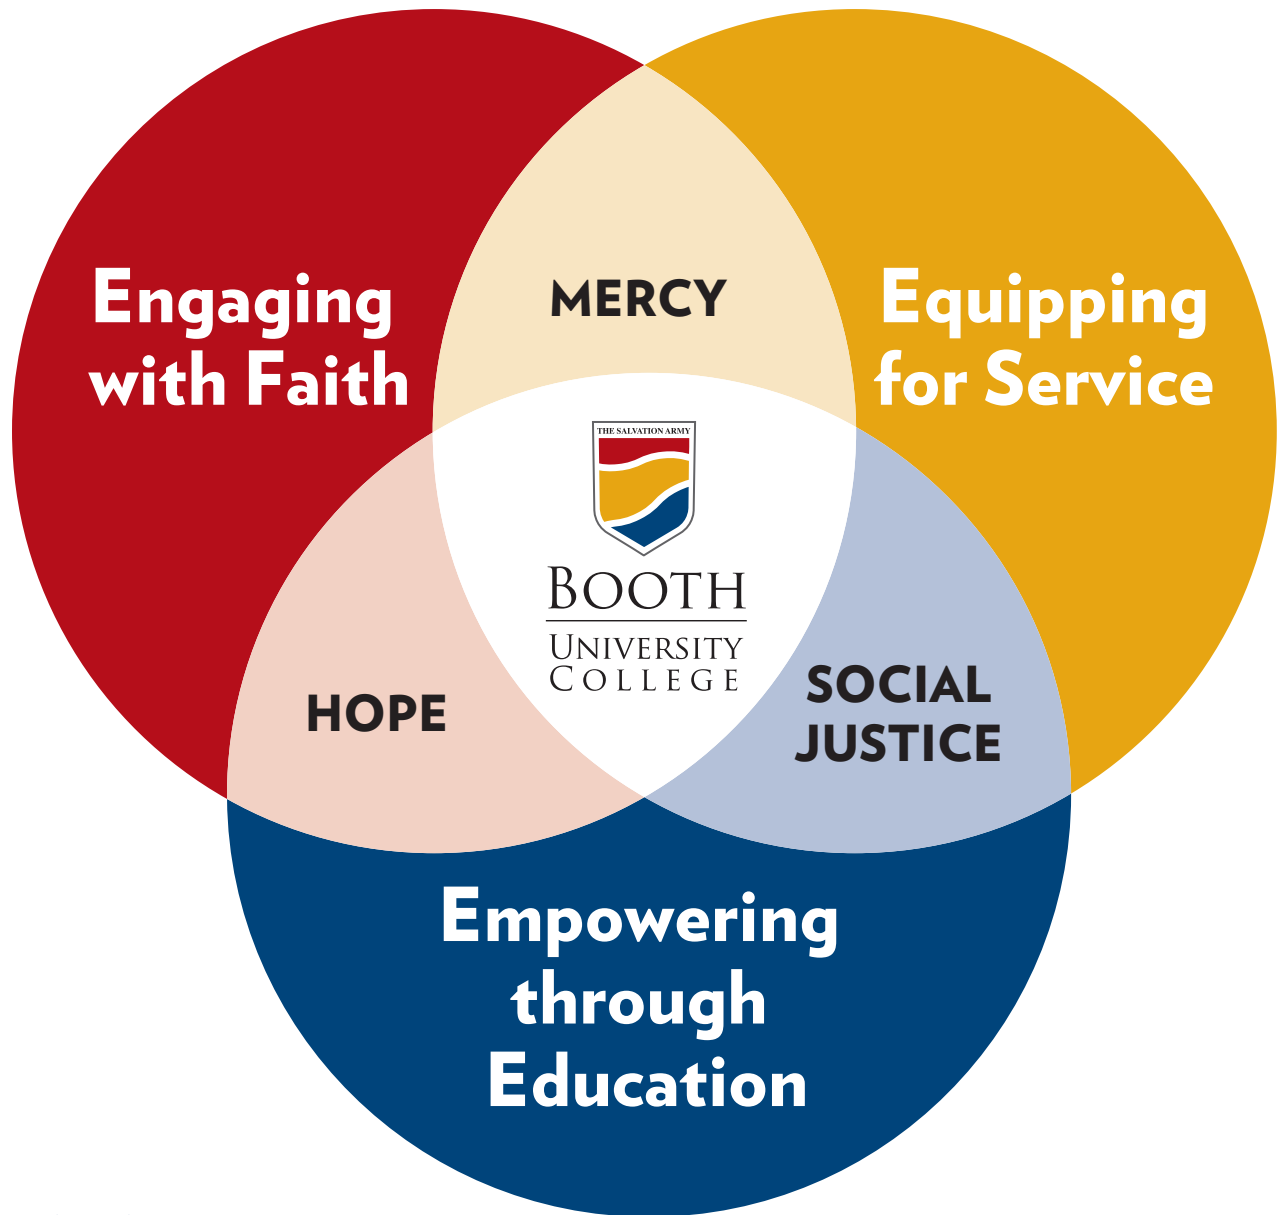 Engaging
with Faith
MERCY
Equipping
for Service
THE SALVATION ARMY
BOOTH
UNIVERSITY
COLLEGE
HOPE
SOCIAL
JUSTICE
Empowering
through
Education